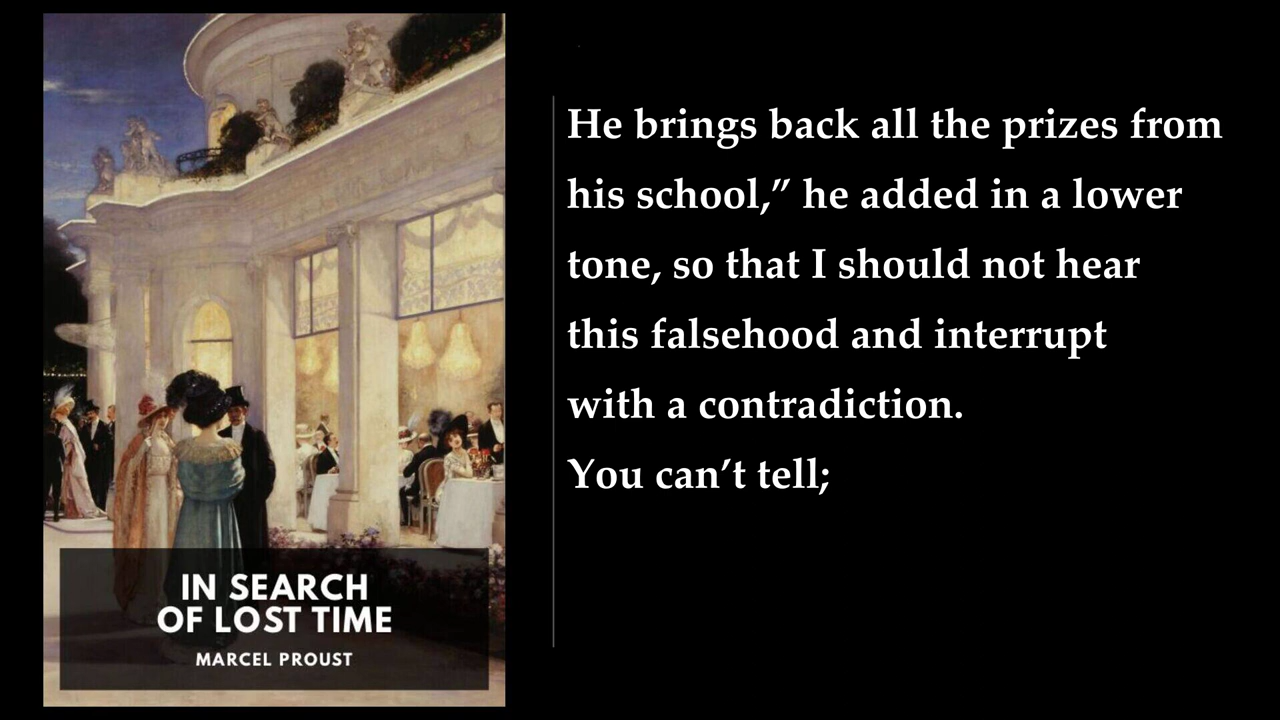 He brings back all the prizes from
his school,” he added in a lower
tone, so that I should not hear
this falsehood and interrupt
with a contradiction.
You can’t tell;
IN SEARCH
OF LOST TIME
MARCEL PROUST